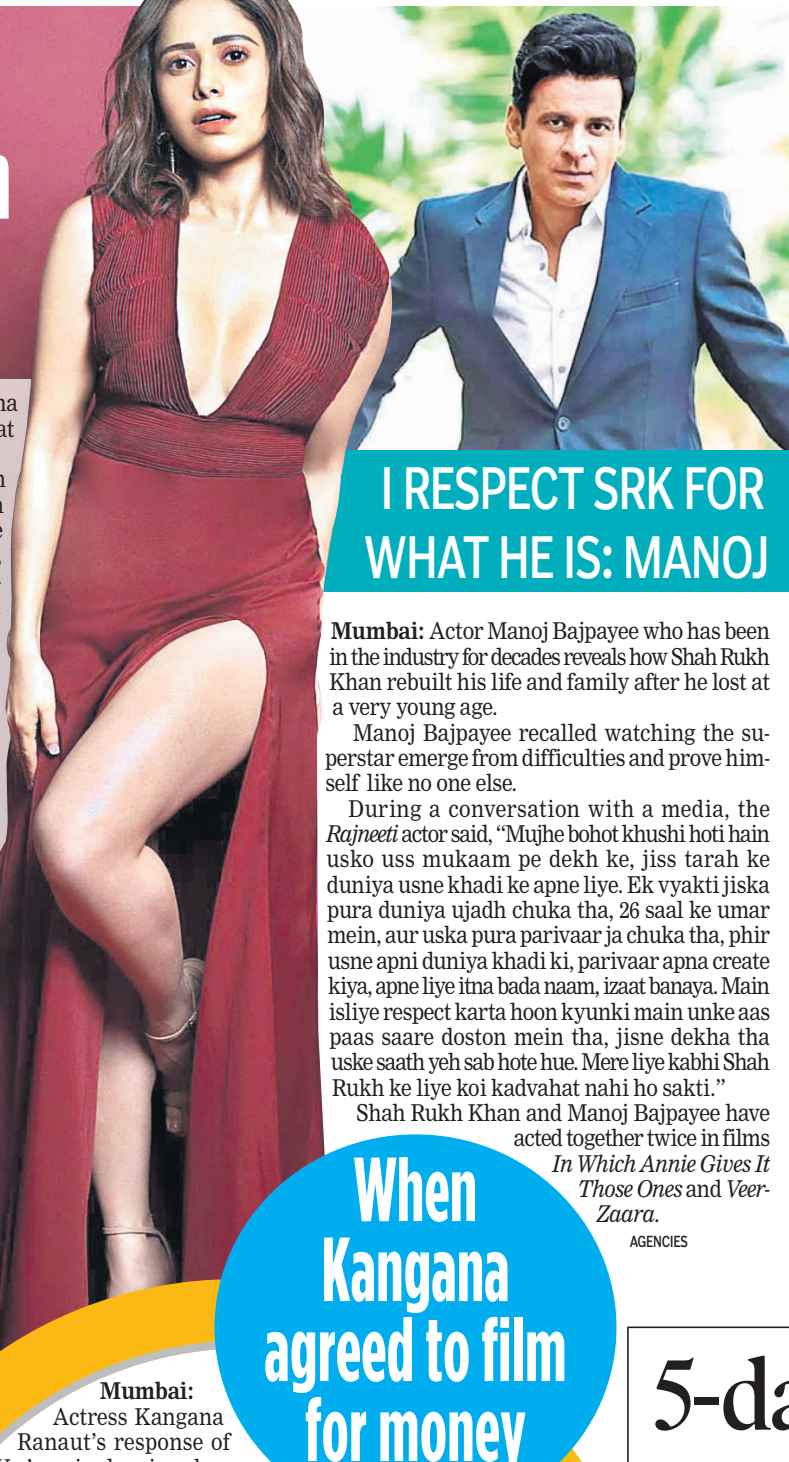 I RESPECT SRK FOR
WHAT HE IS: MANOJ
Mumbai: Actor Manoj Bajpayee who has been
in the industry for decades reveals how Shah Rukh
Khan rebuilt his life and family after he lost at
a very young age.
Manoj Bajpayee recalled watching the su-
perstar emerge from difficulties and prove him-
self like no one else.
During a conversation with a media, the
Rajneeti actor said, “Mujhe bohot khushi hoti hain
usko uss mukaam pe dekh ke, jiss tarah ke
duniya usne khadi ke apne liye. Ek vyakti jiska
pura duniya ujadh chuka tha, 26 saal ke umar
mein, aur uska pura parivaar ja chuka tha, phir
usne apni duniya khadi ki, parivaar apna create
kiya, apne liye itna bada naam, izaat banaya. Main
isliye respect karta hoon kyunki main unke aas
paas saare doston mein tha, jisne dekha tha
uske saath yeh sab hote hue. Mere liye kabhi Shah
Rukh ke liye koi kadvahat nahi ho sakti.”
Shah Rukh Khan and Manoj Bajpayee have
acted together twice in films
In Which Annie Gives It
Those Ones and Veer-
Zaara.
AGENCIES
When
Kangana
agreed to film
for money
Mumbai:
Actress Kangana
Ranaut’s response of
5-da